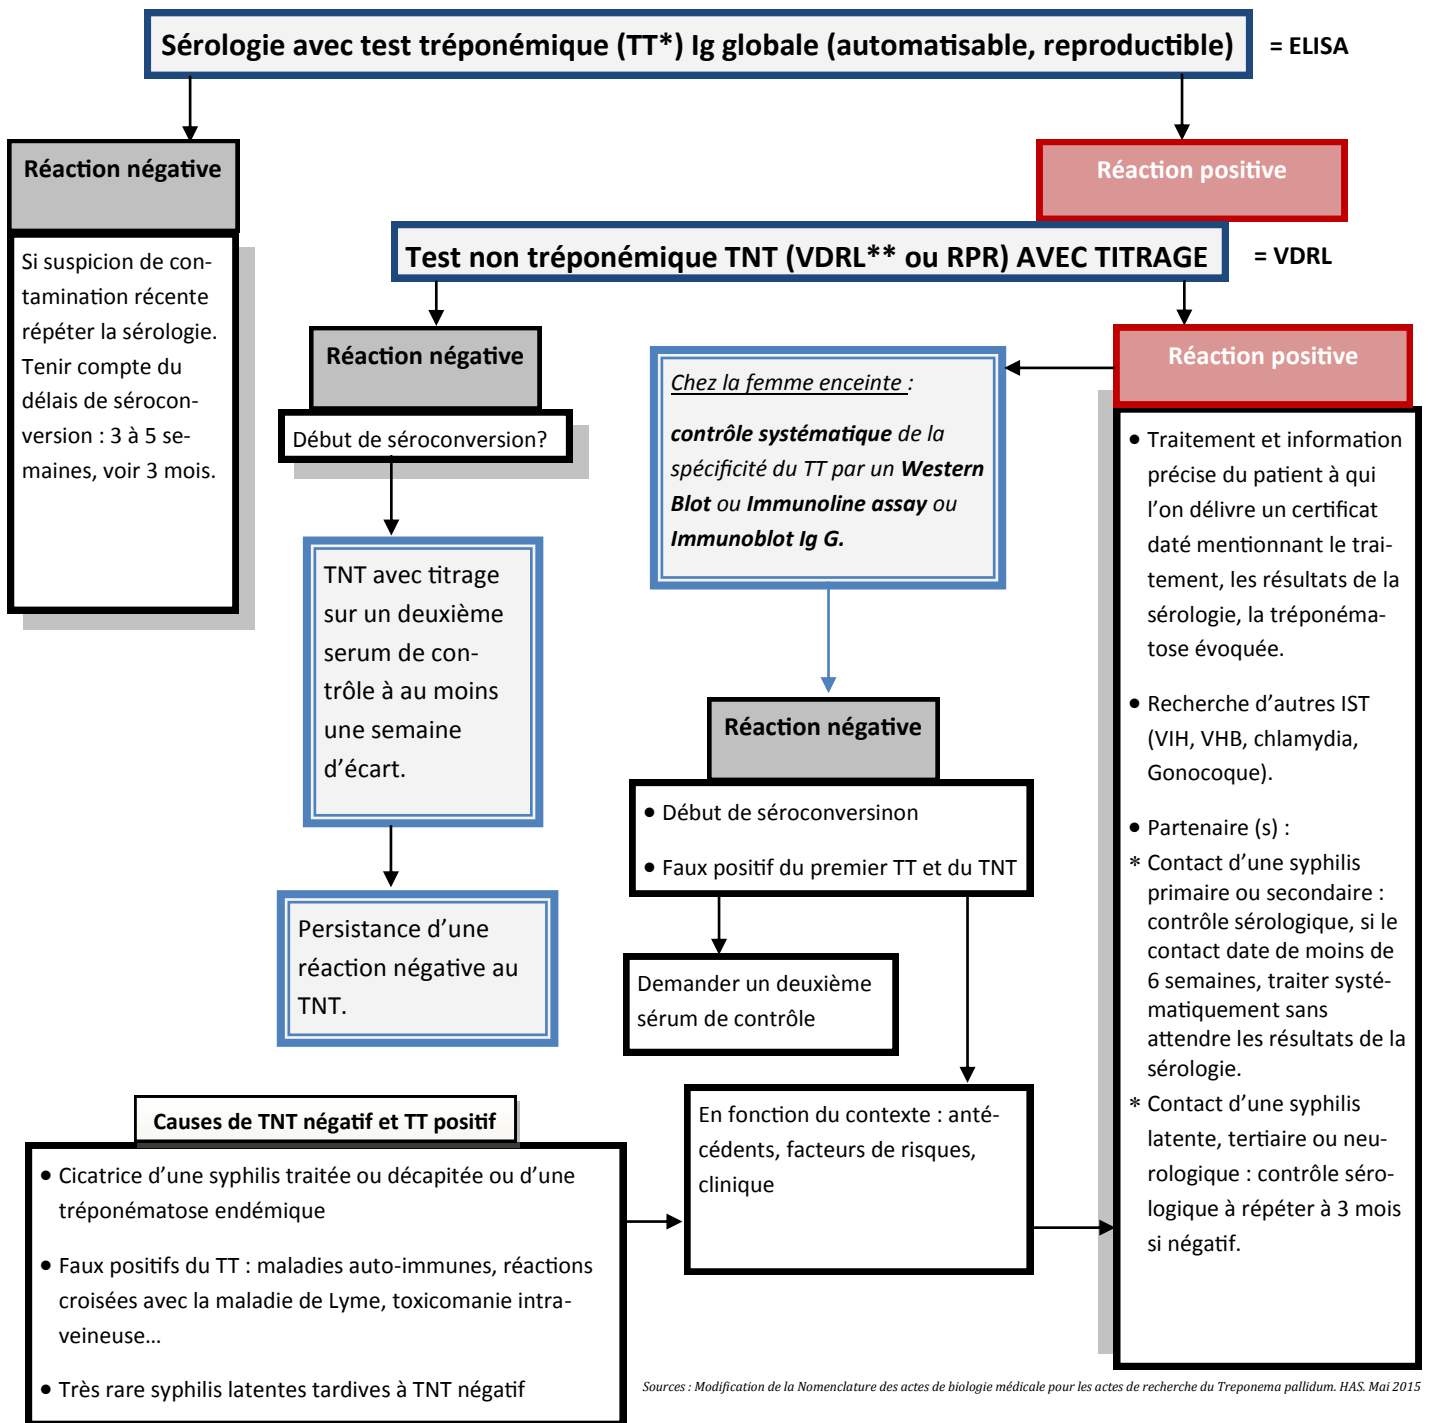 Sérologie avec test tréponémique (TT*) Ig globale (automatisable, reproductible)
= ELISA
Réaction négative
Réaction positive
Si suspicion de con-
tamination récente
répéter la sérologie.
Tenir compte du
délais de sérocon-
version : 3 à 5 se-
maines, voir 3 mois.
Test non tréponémique TNT (VDRL** ou RPR) AVEC TITRAGE
= VDRL
Réaction négative
Début de séroconversion?
TNT avec titrage
sur un deuxième
serum de con-
trôle à au moins
une semaine
d’écart.
Persistance d’une
réaction négative au
TNT.
Chez la femme enceinte :
contrôle systématique de la
spécificité du TT par un Western
Blot ou Immunoline assay ou
Immunoblot Ig G.
Réaction négative
• Début de séroconversinon
• Faux positif du premier TT et du TNT
Demander un deuxième
sérum de contrôle
En fonction du contexte : anté-
cédents, facteurs de risques,
clinique
Réaction positive
• Traitement et information
précise du patient à qui
l’on délivre un certificat
daté mentionnant le trai-
tement, les résultats de la
sérologie, la tréponéma-
tose évoquée.
• Recherche d’autres IST
(VIH, VHB, chlamydia,
Gonocoque).
• Partenaire (s) :
* Contact d’une syphilis
primaire ou secondaire :
contrôle sérologique, si le
contact date de moins de
6 semaines, traiter systé-
matiquement sans
attendre les résultats de la
sérologie.
* Contact d’une syphilis
latente, tertiaire ou neu-
rologique : contrôle séro-
logique à répéter à 3 mois
si négatif.
Causes de TNT négatif et TT positif
• Cicatrice d’une syphilis traitée ou décapitée ou d’une
tréponématose endémique
• Faux positifs du TT : maladies auto-immunes, réactions
croisées avec la maladie de Lyme, toxicomanie intra-
veineuse…
• Très rare syphilis latentes tardives à TNT négatif
Sources : Modification de la Nomenclature des actes de biologie médicale pour les actes de recherche du Treponema pallidum. HAS. Mai 2015